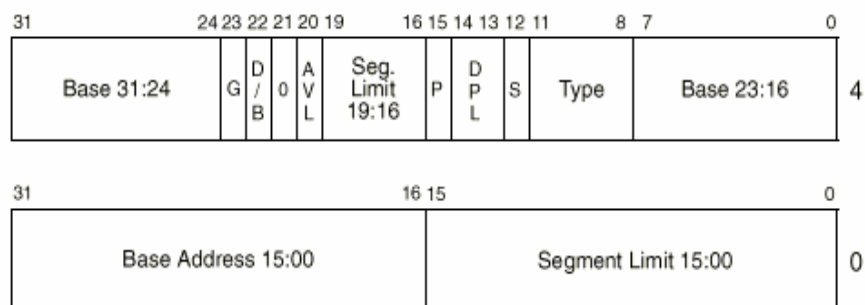 31 24 23 22 21 20 19 16 15 14 13 12 11 8 7 0
Base 31:24 G D/B 0 AVL Seg. Limit 19:16 P DPL S Type Base 23:16 4
31 16 15 0
Base Address 15:00 Segment Limit 15:00 0